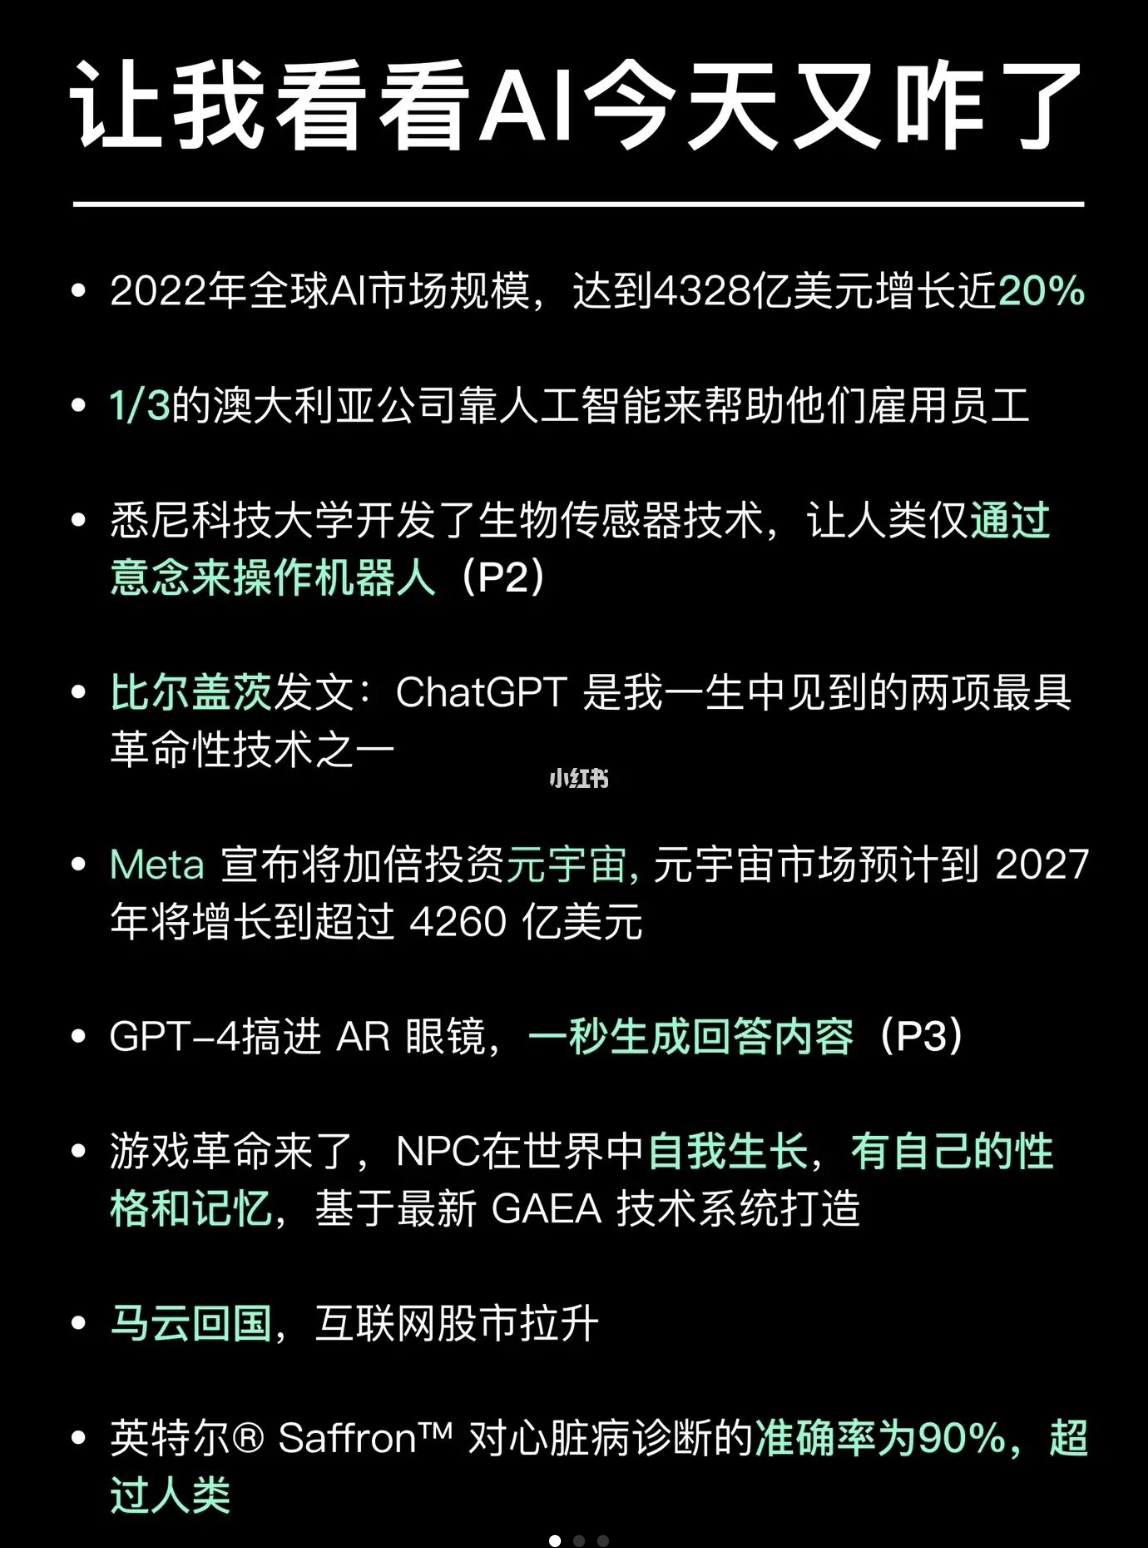 让我看看AI今天又咋了
• 2022年全球AI市场规模，达到4328亿美元增长近20%
• 1/3的澳大利亚公司靠人工智能来帮助他们雇用员工
• 悉尼科技大学开发了生物传感器技术，让人类仅通过
意念来操作机器人（P2）
• 比尔盖茨发文：ChatGPT 是我一生中见到的两项最具
革命性技术之一
小红书
• Meta 宣布将加倍投资元宇宙, 元宇宙市场预计到 2027
年将增长到超过 4260 亿美元
• GPT-4搞进 AR 眼镜，一秒生成回答内容（P3）
• 游戏革命来了，NPC在世界中自我生长，有自己的性
格和记忆，基于最新 GAEA 技术系统打造
• 马云回国，互联网股市拉升
• 英特尔® Saffron™ 对心脏病诊断的准确率为90%，超
过人类